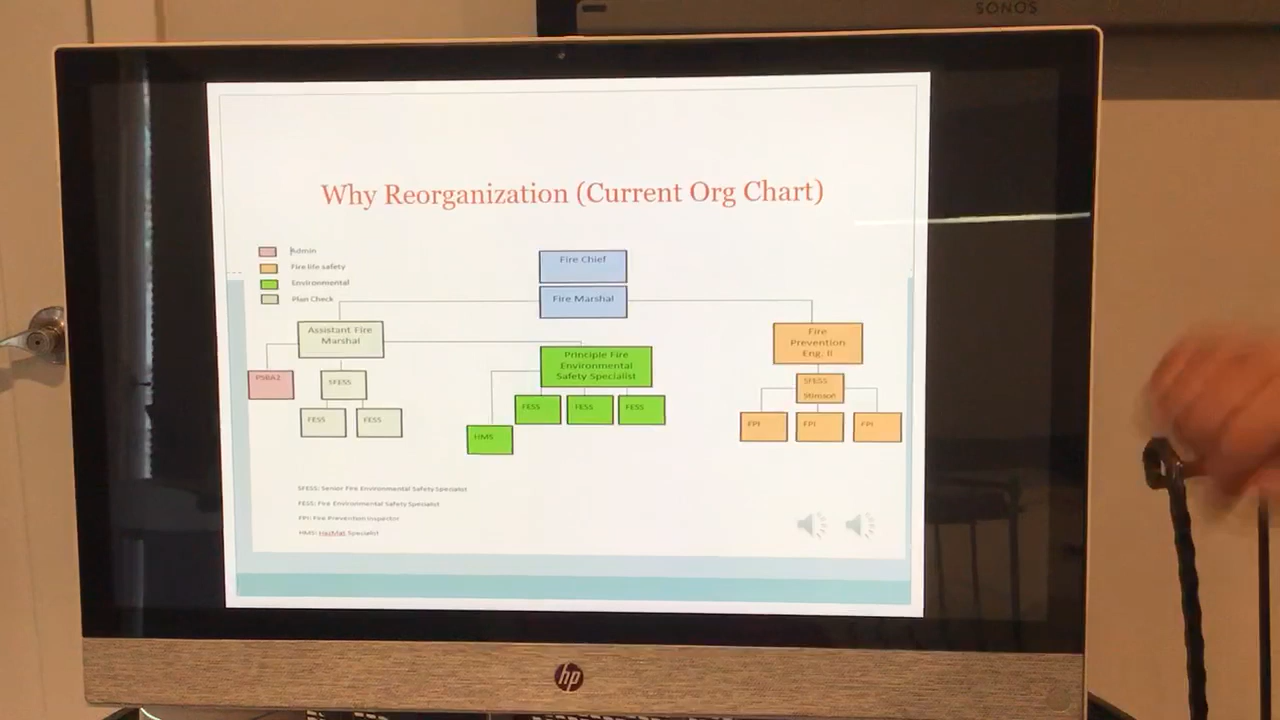 SONOS
Why Reorganization (Current Org Chart)
Admin
Fire life safety
Environmental
Plan Check
Fire Chief
Fire Marshal
Assistant Fire
Marshal
Principle Fire
Environmental
Safety Specialist
Fire
Prevention
Eng. II
PSBA2
SFESS
FESS
FESS
HMS
FESS
FESS
FESS
SFESS
Stimson
FPI
FPI
FPI
SFESS: Senior Fire Environmental Safety Specialist
FESS: Fire Environmental Safety Specialist
FPI: Fire Prevention Inspector
HMS: HazMat Specialist
hp